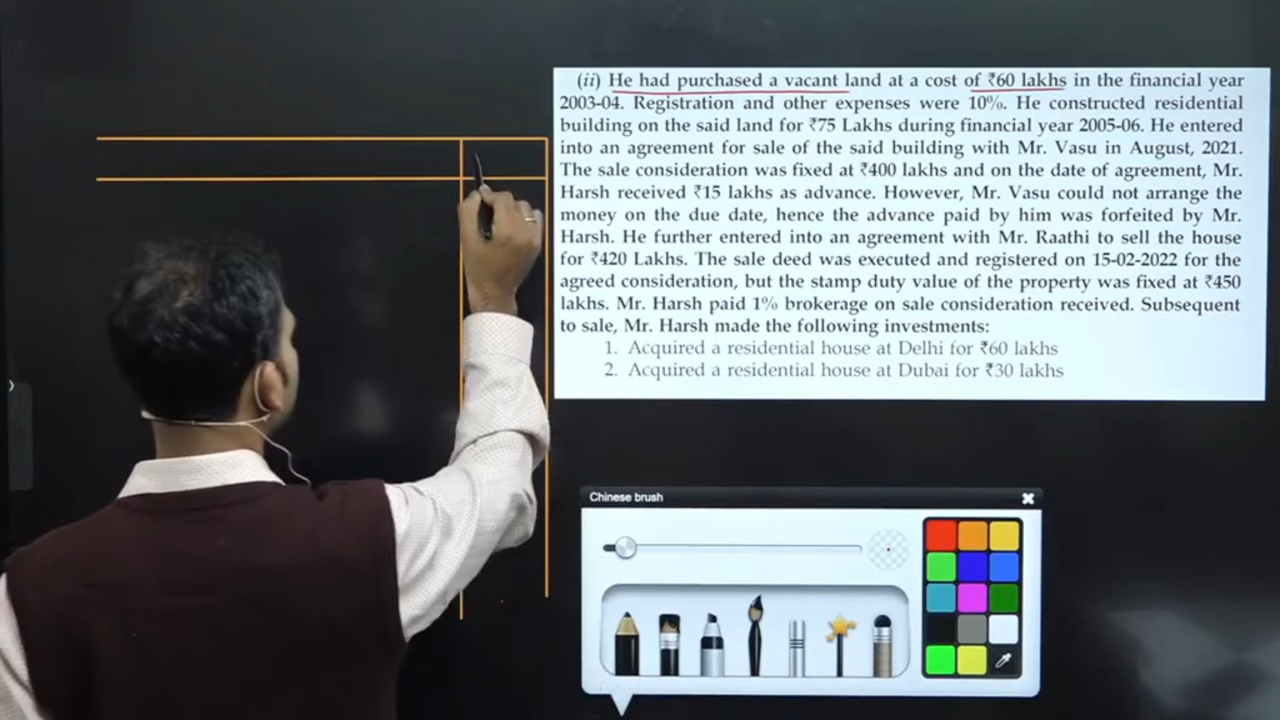 (ii) He had purchased a vacant land at a cost of ₹60 lakhs in the financial year
2003-04. Registration and other expenses were 10%. He constructed residential
building on the said land for ₹75 Lakhs during financial year 2005-06. He entered
into an agreement for sale of the said building with Mr. Vasu in August, 2021.
The sale consideration was fixed at ₹400 lakhs and on the date of agreement, Mr.
Harsh received ₹15 lakhs as advance. However, Mr. Vasu could not arrange the
money on the due date, hence the advance paid by him was forfeited by Mr.
Harsh. He further entered into an agreement with Mr. Raathi to sell the house
for ₹420 Lakhs. The sale deed was executed and registered on 15-02-2022 for the
agreed consideration, but the stamp duty value of the property was fixed at ₹450
lakhs. Mr. Harsh paid 1% brokerage on sale consideration received. Subsequent
to sale, Mr. Harsh made the following investments:
1. Acquired a residential house at Delhi for ₹60 lakhs
2. Acquired a residential house at Dubai for ₹30 lakhs
Chinese brush